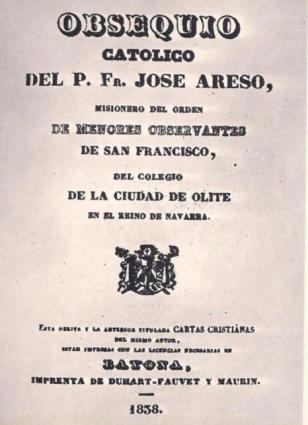 OBSEQUIO
CATOLICO
DEL P. FR. JOSE ARESO,
MISIONERO DEL ORDEN
DE MENORES OBSERVANTES
DE SAN FRANCISCO,
DEL COLEGIO
DE LA CIUDAD DE OLITE
EN EL REINO DE NAVARRA.
ESTA OBRITA Y LA ANTERIOR TITULADA CARTAS CRISTIANAS
DEL MISMO AUTOR,
ESTAN IMPRESAS CON LAS LICENCIAS NECESARIAS EN
BAYONA,
IMPRENTA DE DUHART-FAUVET Y MAURIN.
1838.